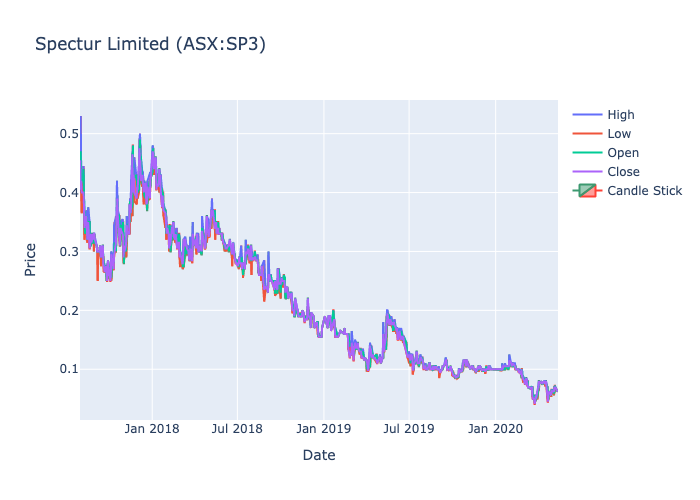 Spectur Limited (ASX:SP3)
High
Low
Open
Close
Candle Stick
0.5
0.4
0.3
0.2
0.1
Price
Jan 2018
Jul 2018
Jan 2019
Jul 2019
Jan 2020
Date